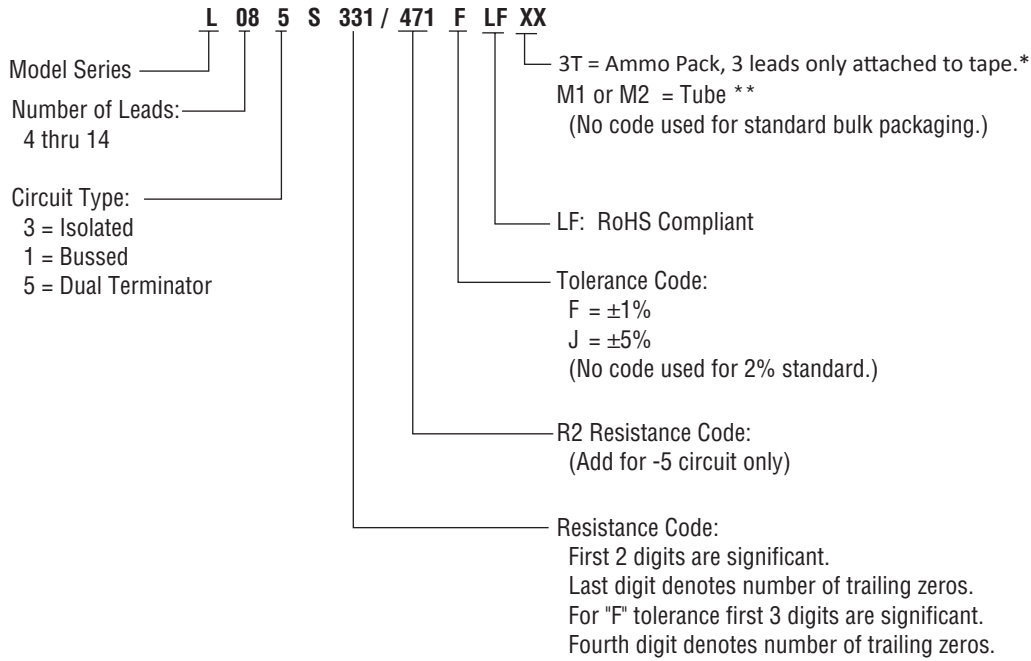 L 08 5 S 331 / 471 F LF XX
Model Series
Number of Leads:
4 thru 14
Circuit Type:
3 = Isolated
1 = Bussed
5 = Dual Terminator
3T = Ammo Pack, 3 leads only attached to tape.*
M1 or M2 = Tube **
(No code used for standard bulk packaging.)
LF: RoHS Compliant
Tolerance Code:
F = ±1%
J = ±5%
(No code used for 2% standard.)
R2 Resistance Code:
(Add for -5 circuit only)
Resistance Code:
First 2 digits are significant.
Last digit denotes number of trailing zeros.
For "F" tolerance first 3 digits are significant.
Fourth digit denotes number of trailing zeros.